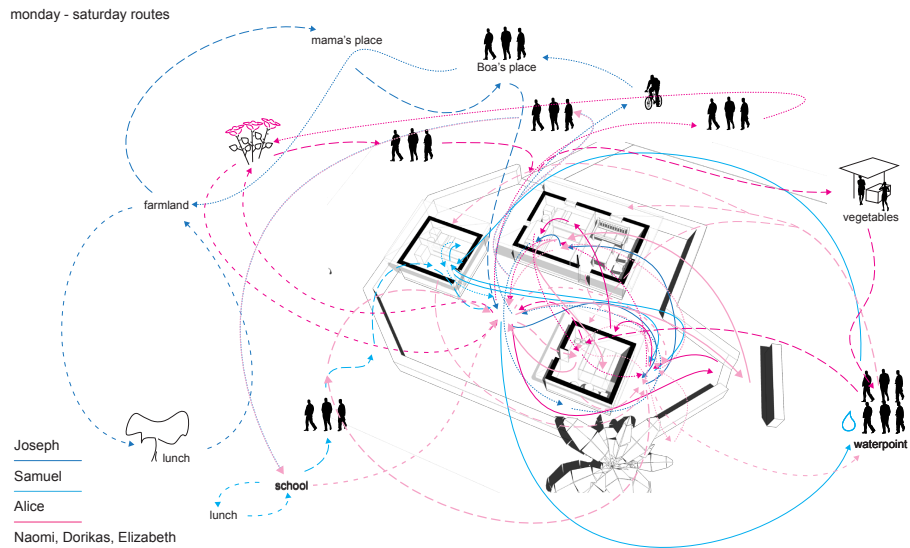 monday - saturday routes
mama's place
Boa's place
farmland
vegetables
lunch
waterpoint
school
lunch
Joseph
Samuel
Alice
Naomi, Dorikas, Elizabeth